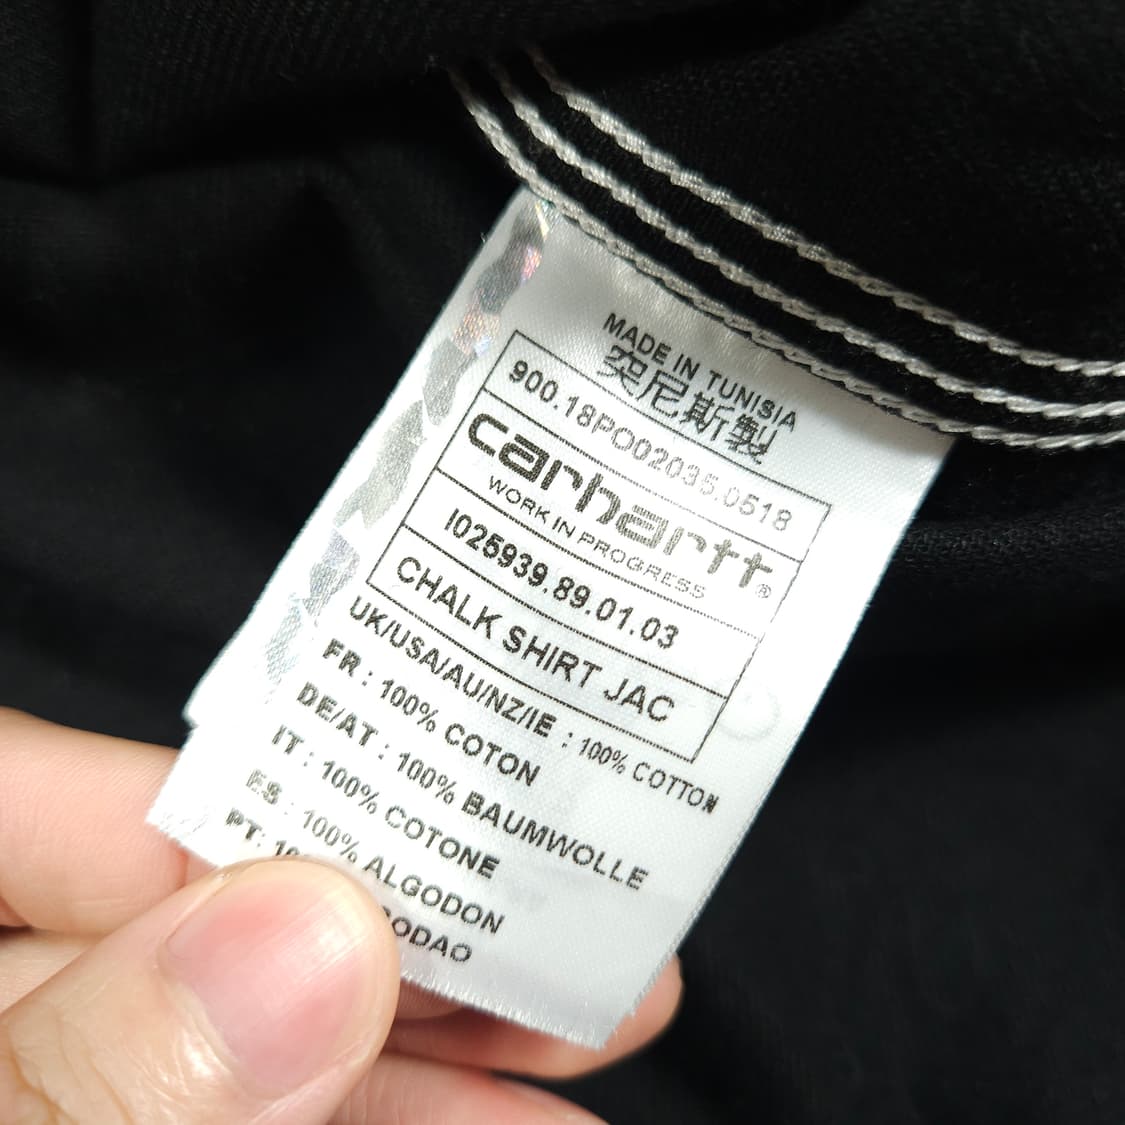 MADE IN TUNISIA
突尼斯製
900.18PO02035.0518
carhartt®
WORK IN PROGRESS
I025939.89.01.03
CHALK SHIRT JAC
UK/USA/AU/NZ/IE : 100% COTTON
FR : 100% COTON
DE/AT : 100% BAUMWOLLE
IT : 100% COTONE
ES : 100% ALGODON
PT: